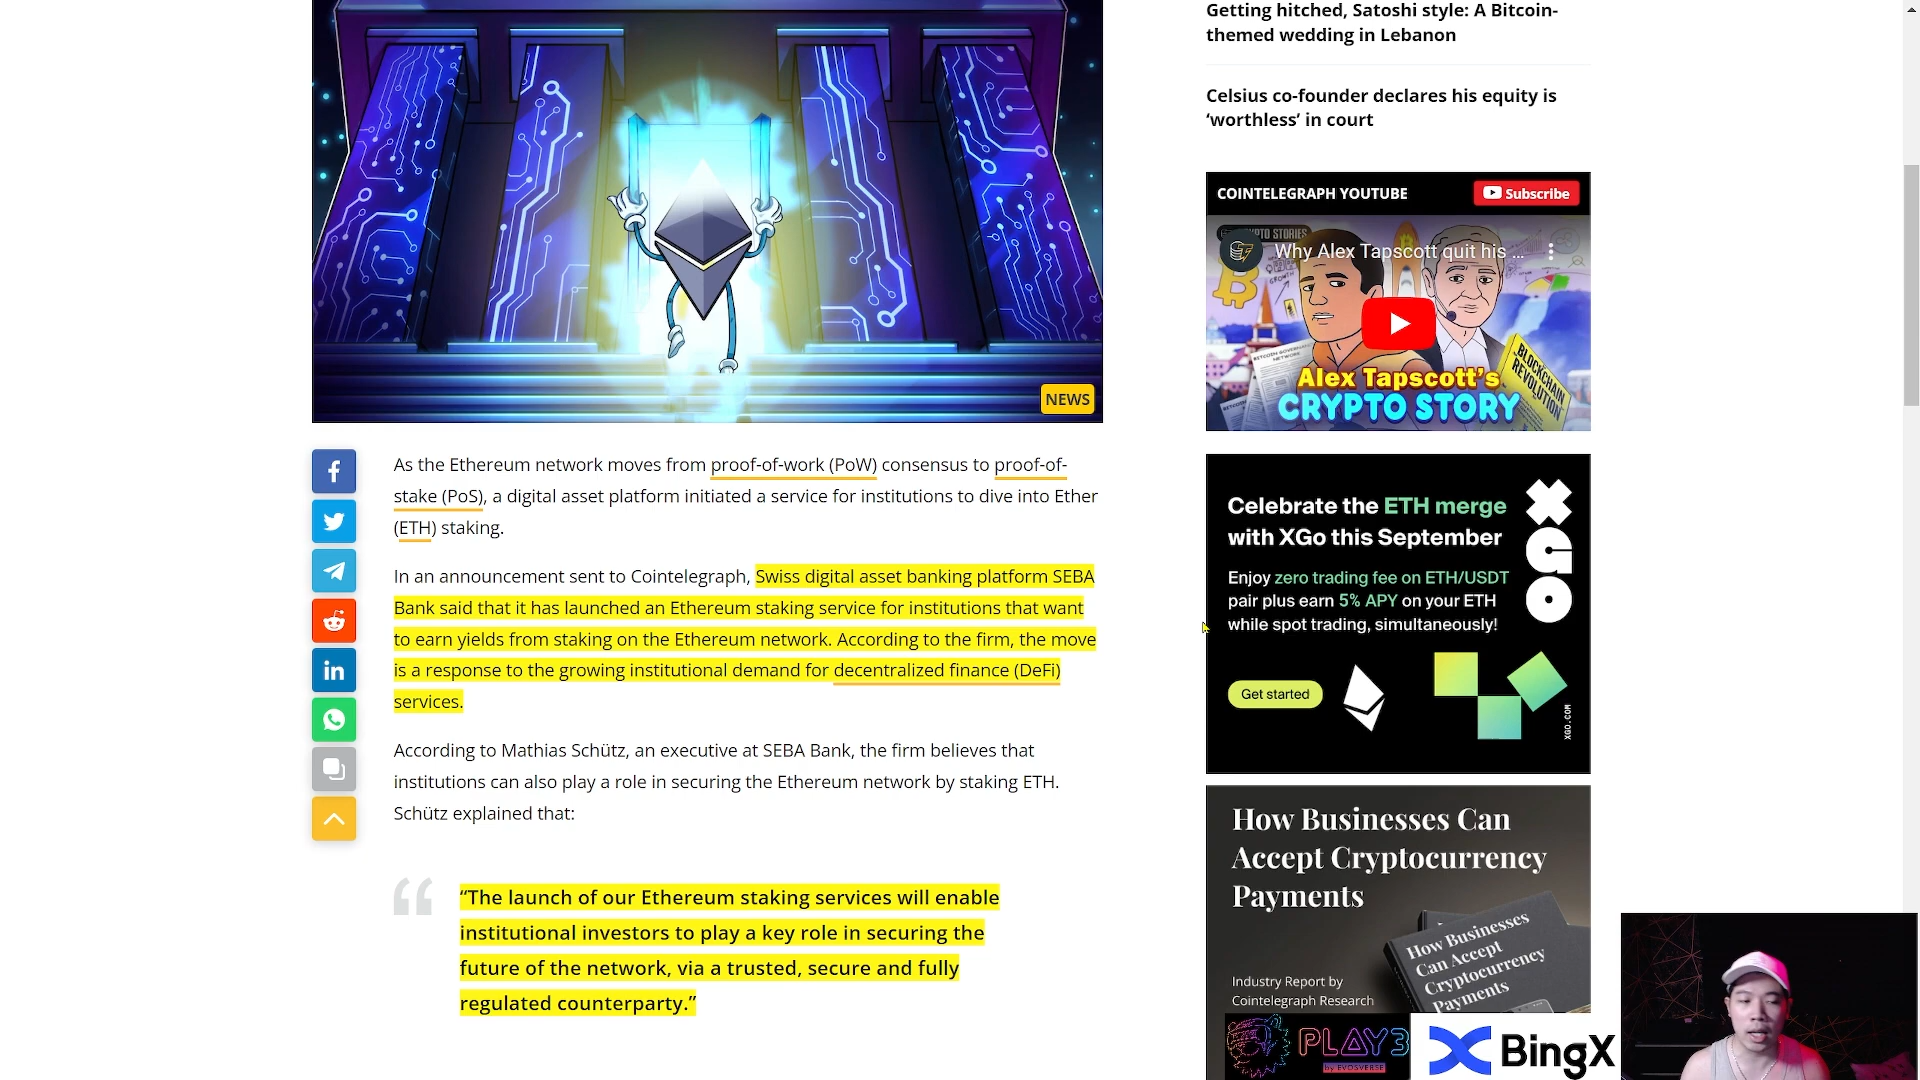 Getting hitched, Satoshi style: A Bitcoin-
themed wedding in Lebanon
Celsius co-founder declares his equity is
‘worthless’ in court
COINTELEGRAPH YOUTUBE
Subscribe
Why Alex Tapscott quit his ...
BLOCKCHAIN
REVOLUTION
Alex Tapscott’s
CRYPTO STORY
NEWS
As the Ethereum network moves from proof-of-work (PoW) consensus to proof-of-
stake (PoS), a digital asset platform initiated a service for institutions to dive into Ether
(ETH) staking.
In an announcement sent to Cointelegraph, Swiss digital asset banking platform SEBA
Bank said that it has launched an Ethereum staking service for institutions that want
to earn yields from staking on the Ethereum network. According to the firm, the move
is a response to the growing institutional demand for decentralized finance (DeFi)
services.
According to Mathias Schütz, an executive at SEBA Bank, the firm believes that
institutions can also play a role in securing the Ethereum network by staking ETH.
Schütz explained that:
“The launch of our Ethereum staking services will enable
institutional investors to play a key role in securing the
future of the network, via a trusted, secure and fully
regulated counterparty.”
Celebrate the ETH merge
with XGo this September
Enjoy zero trading fee on ETH/USDT
pair plus earn 5% APY on your ETH
while spot trading, simultaneously!
Get started
XGO
XGO.COM
How Businesses Can
Accept Cryptocurrency
Payments
How Businesses
Can Accept
Cryptocurrency
Payments
Industry Report by
Cointelegraph Research
PLAY3
by EVOSVERSE
BingX